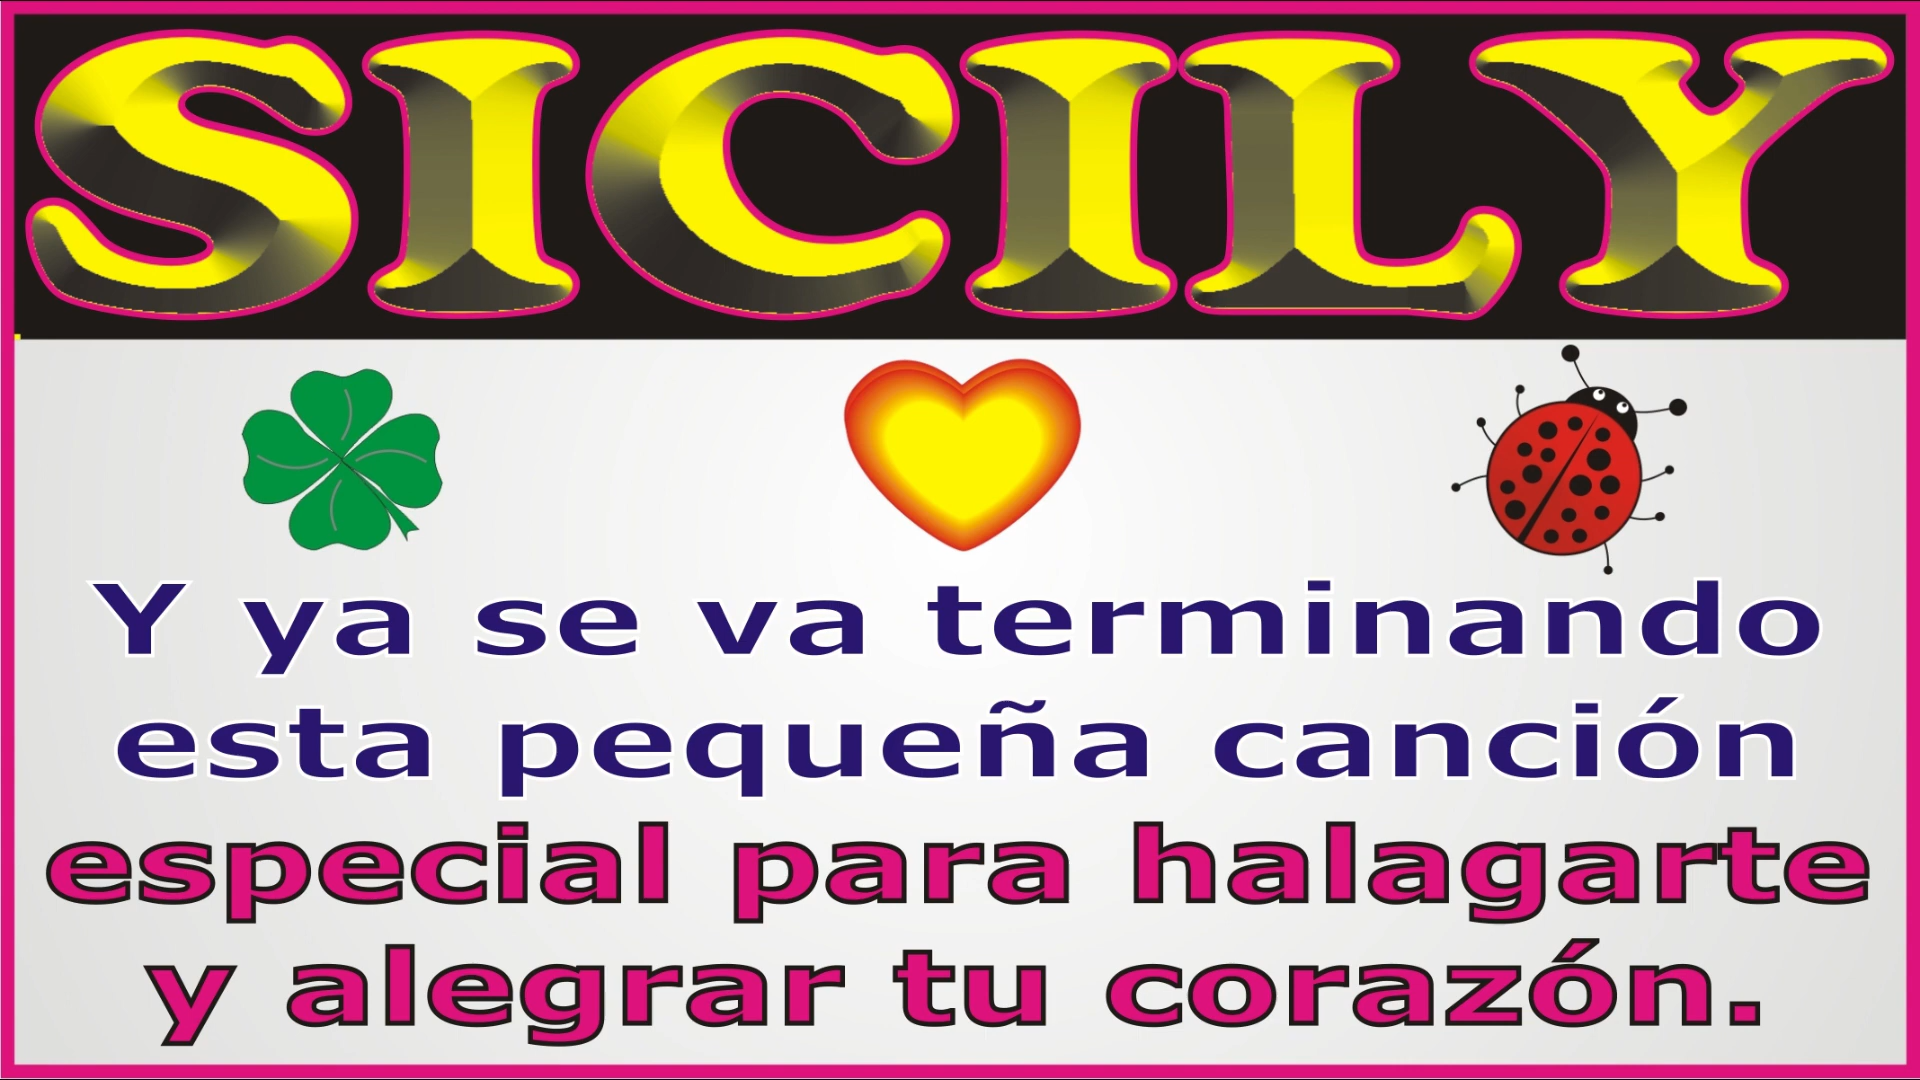 SICILY
Y ya se va terminando
esta pequeña canción
especial para halagarte
y alegrar tu corazón.